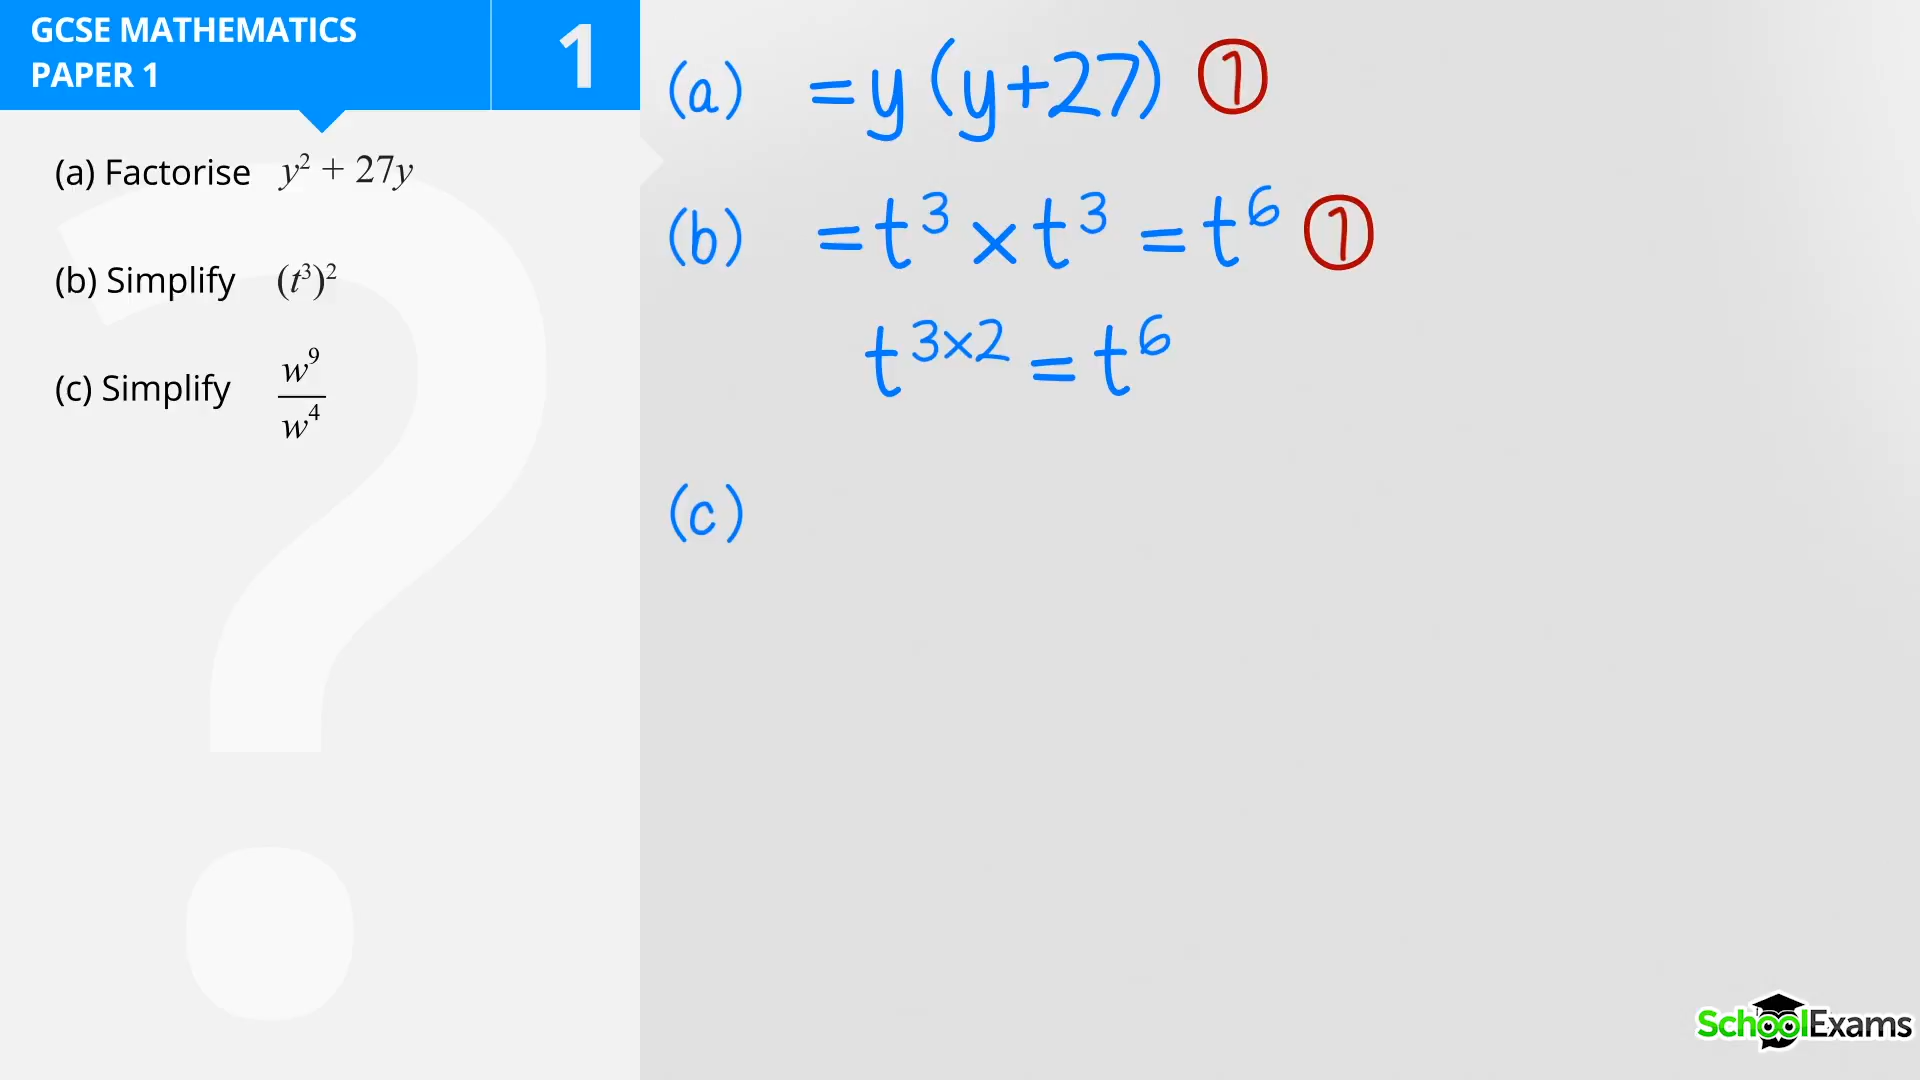 GCSE MATHEMATICS
PAPER 1
1
(a) Factorise y² + 27y
(b) Simplify (t³)²
(c) Simplify w⁹/w⁴
(a) = y (y+27) ①
(b) = t³ × t³ = t⁶ ①
t³ˣ² = t⁶
(c)
SchoolExams